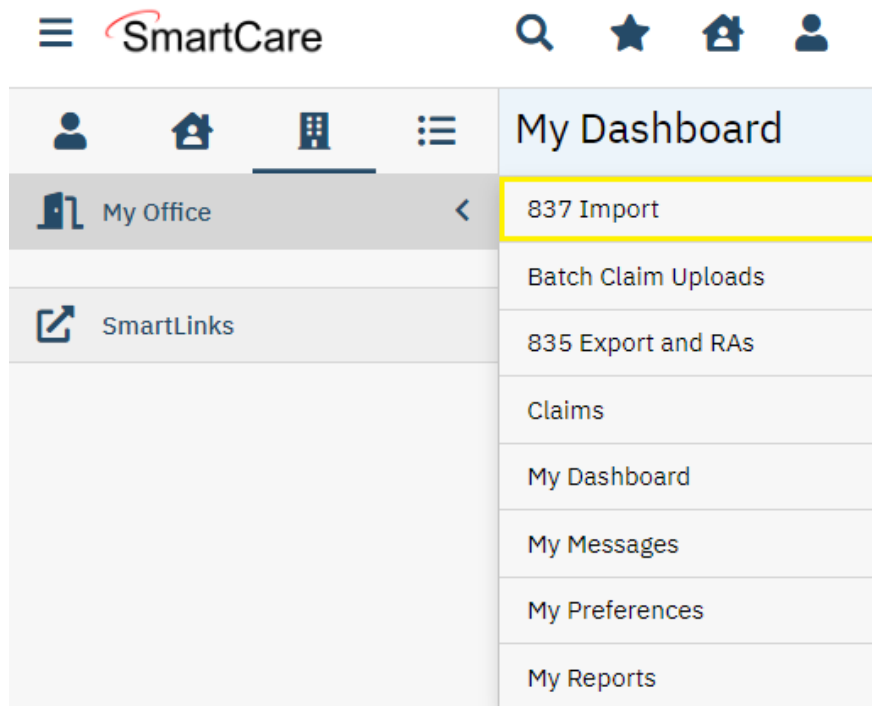 SmartCare
My Dashboard
My Office
SmartLinks
837 Import
Batch Claim Uploads
835 Export and RAs
Claims
My Dashboard
My Messages
My Preferences
My Reports